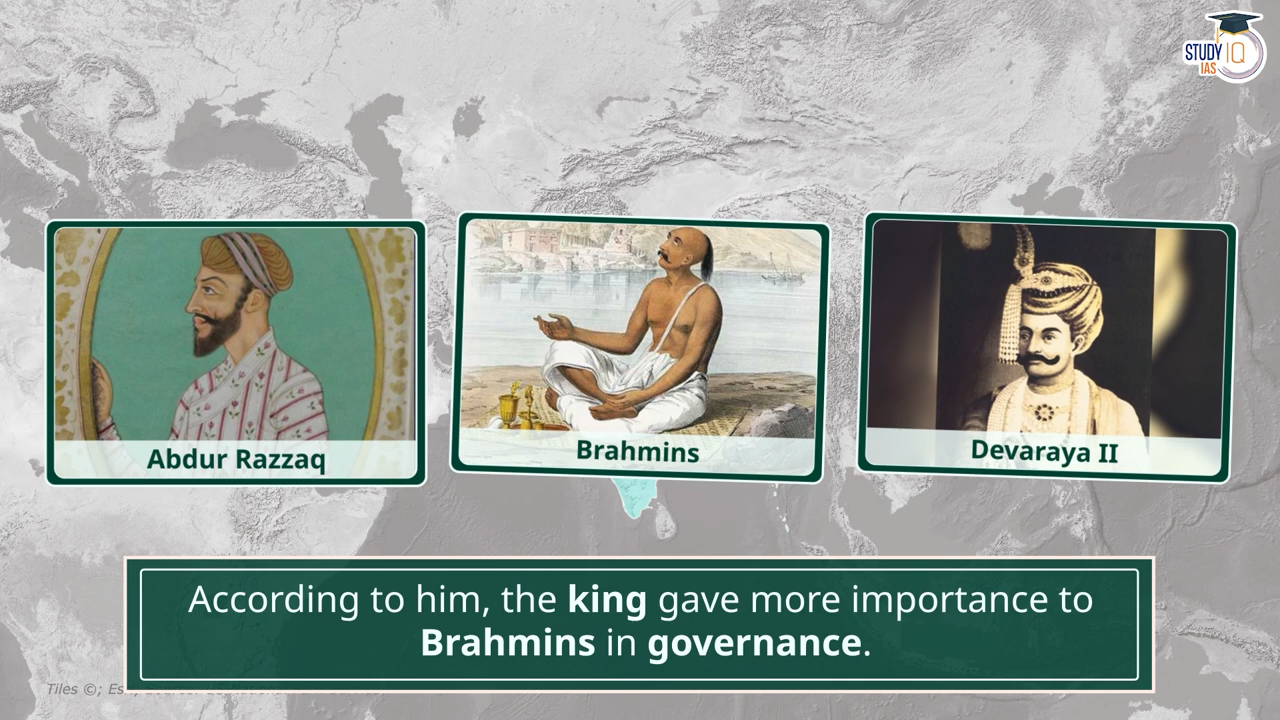 STUDY IQ
IAS
Abdur Razzaq
Brahmins
Devaraya II
According to him, the king gave more importance to
Brahmins in governance.
Tiles ©;